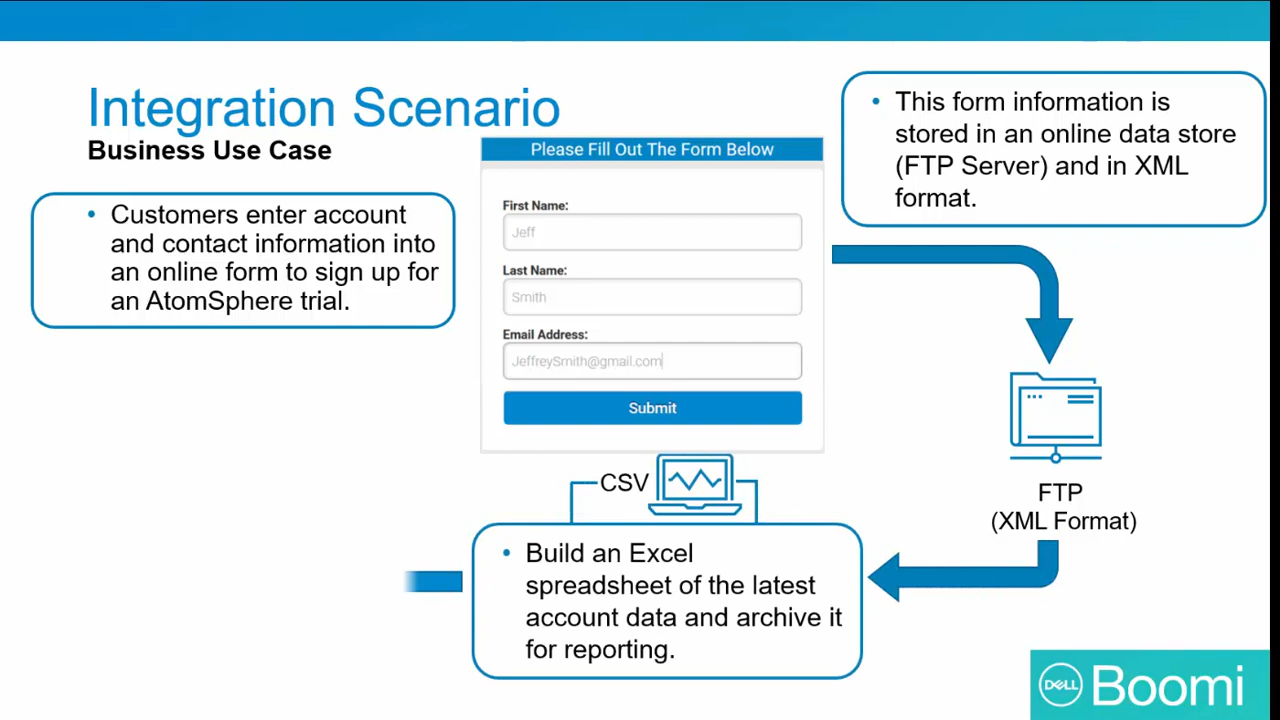 Integration Scenario
Business Use Case
• Customers enter account
and contact information into
an online form to sign up for
an AtomSphere trial.
Please Fill Out The Form Below
First Name:
Jeff
Last Name:
Smith
Email Address:
JeffreySmith@gmail.com
Submit
• This form information is
stored in an online data store
(FTP Server) and in XML
format.
FTP
(XML Format)
CSV
• Build an Excel
spreadsheet of the latest
account data and archive it
for reporting.
DELL Boomi